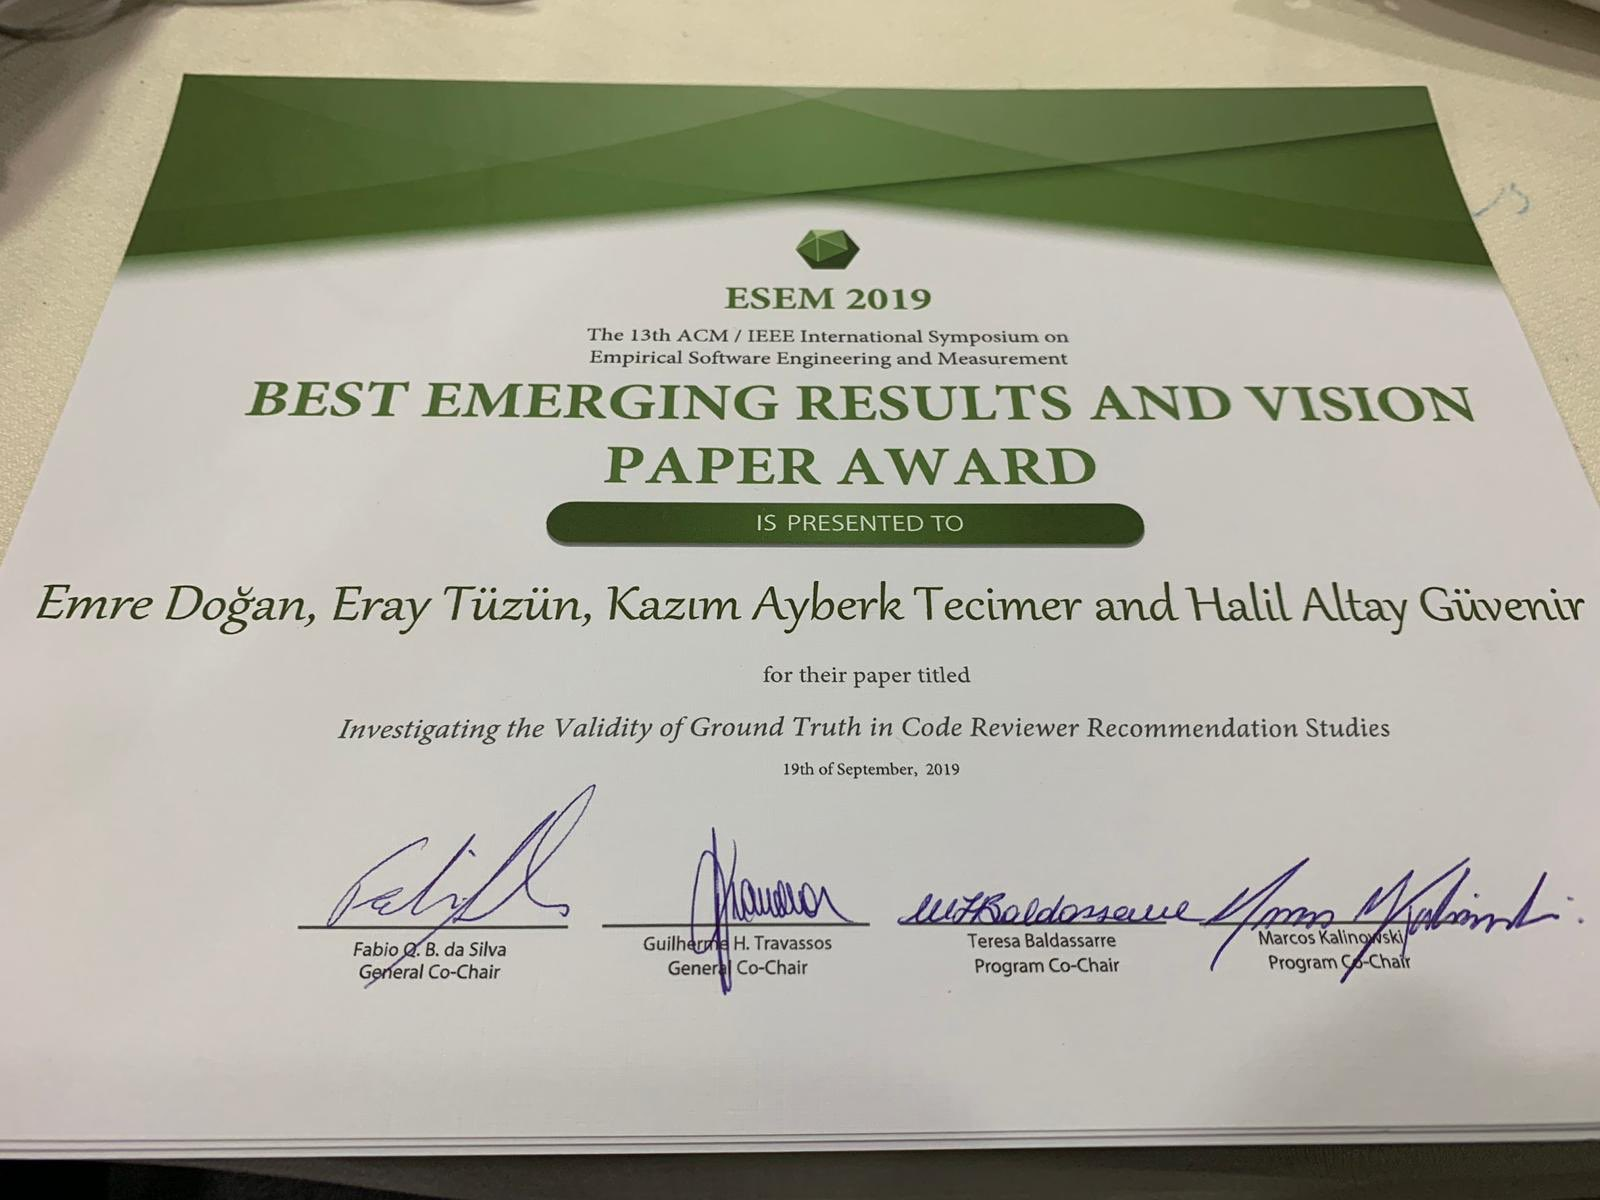 ESEM 2019
The 13th ACM / IEEE International Symposium on
Empirical Software Engineering and Measurement
BEST EMERGING RESULTS AND VISION
PAPER AWARD
IS PRESENTED TO
Emre Doğan, Eray Tüzün, Kazım Ayberk Tecimer and Halil Altay Güvenir
for their paper titled
Investigating the Validity of Ground Truth in Code Reviewer Recommendation Studies
19th of September, 2019
Fabio Q. B. da Silva
General Co-Chair
Guilherme H. Travassos
General Co-Chair
Teresa Baldassarre
Program Co-Chair
Marcos Kalinowski
Program Co-Chair